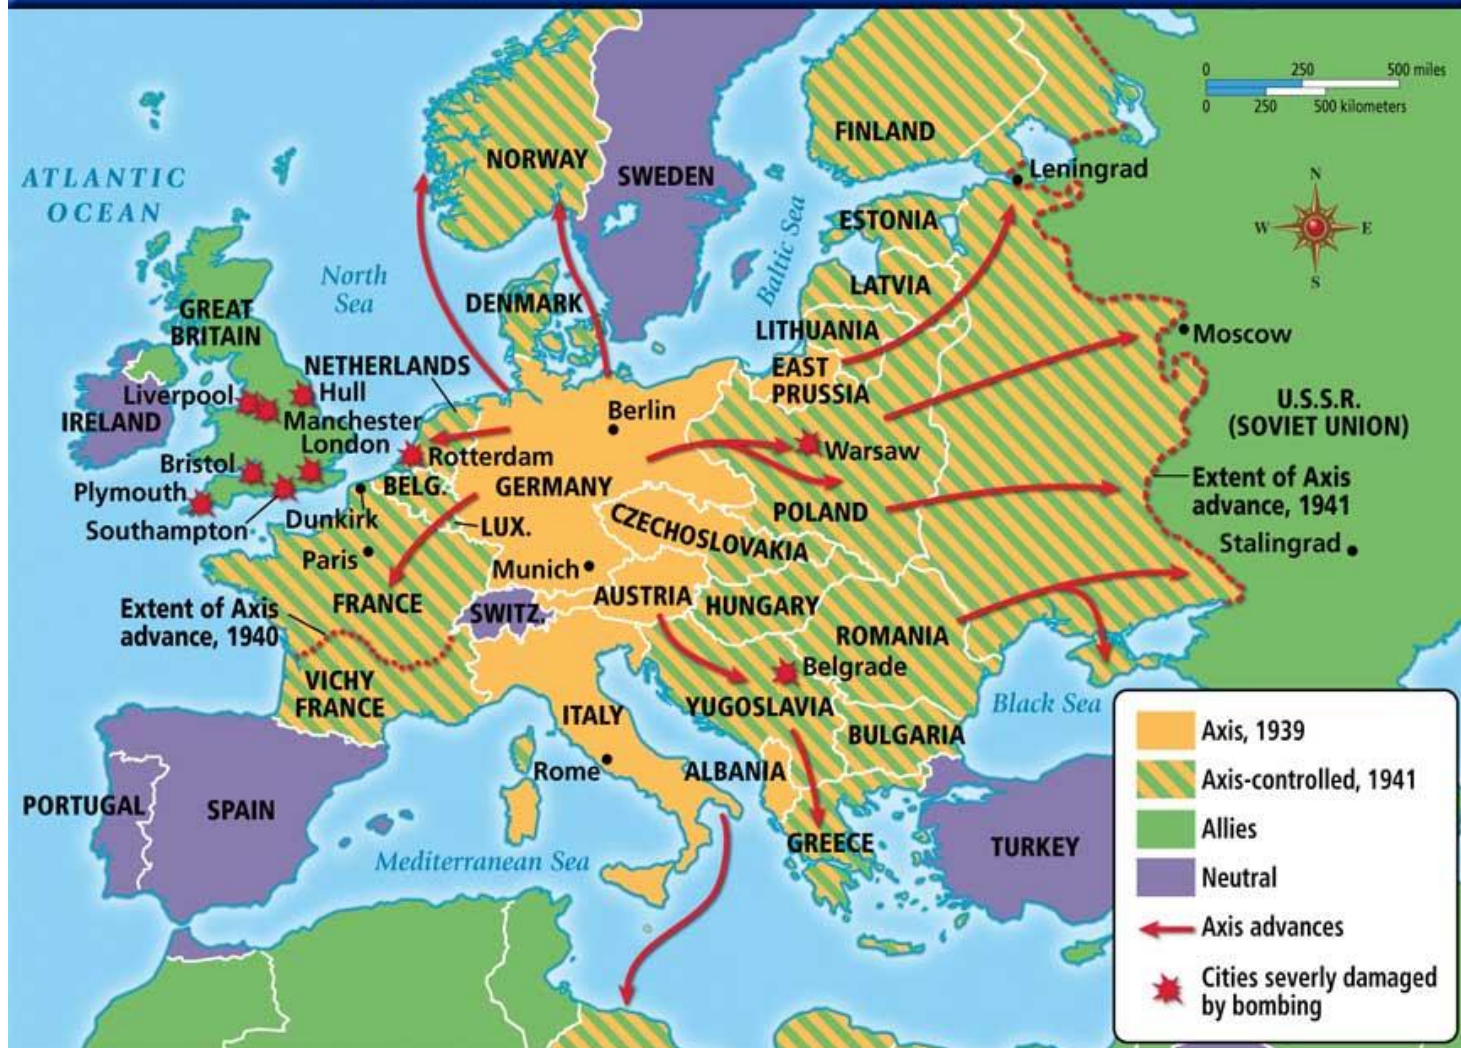 0 250 500 miles
0 250 500 kilometers
N
W E
S
ATLANTIC
OCEAN
North
Sea
Baltic Sea
NORWAY
SWEDEN
FINLAND
Leningrad
ESTONIA
LATVIA
LITHUANIA
EAST
PRUSSIA
DENMARK
GREAT
BRITAIN
NETHERLANDS
IRELAND
Liverpool
Hull
Manchester
London
Bristol
Plymouth
Southampton
Rotterdam
Dunkirk
BELG.
LUX.
Paris
GERMANY
Berlin
Munich
Warsaw
POLAND
CZECHOSLOVAKIA
Moscow
U.S.S.R.
(SOVIET UNION)
Extent of Axis
advance, 1941
Stalingrad
Extent of Axis
advance, 1940
FRANCE
SWITZ.
AUSTRIA
HUNGARY
ROMANIA
VICHY
FRANCE
Belgrade
YUGOSLAVIA
BULGARIA
Black Sea
ITALY
Rome
ALBANIA
GREECE
TURKEY
PORTUGAL
SPAIN
Mediterranean Sea
Axis, 1939
Axis-controlled, 1941
Allies
Neutral
Axis advances
Cities severly damaged
by bombing